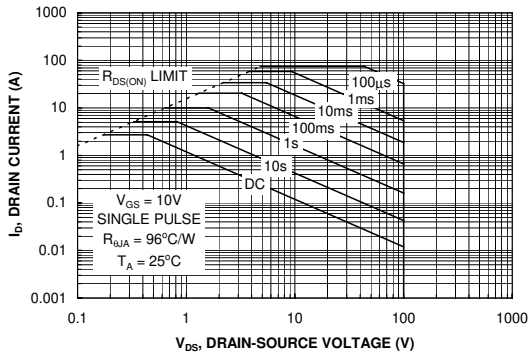 1000
100
10
1
0.1
0.01
0.001
I_D, DRAIN CURRENT (A)
R_DS(ON) LIMIT
100µs
1ms
10ms
100ms
1s
10s
DC
V_GS = 10V
SINGLE PULSE
R_θJA = 96°C/W
T_A = 25°C
0.1 1 10 100 1000
V_DS, DRAIN-SOURCE VOLTAGE (V)